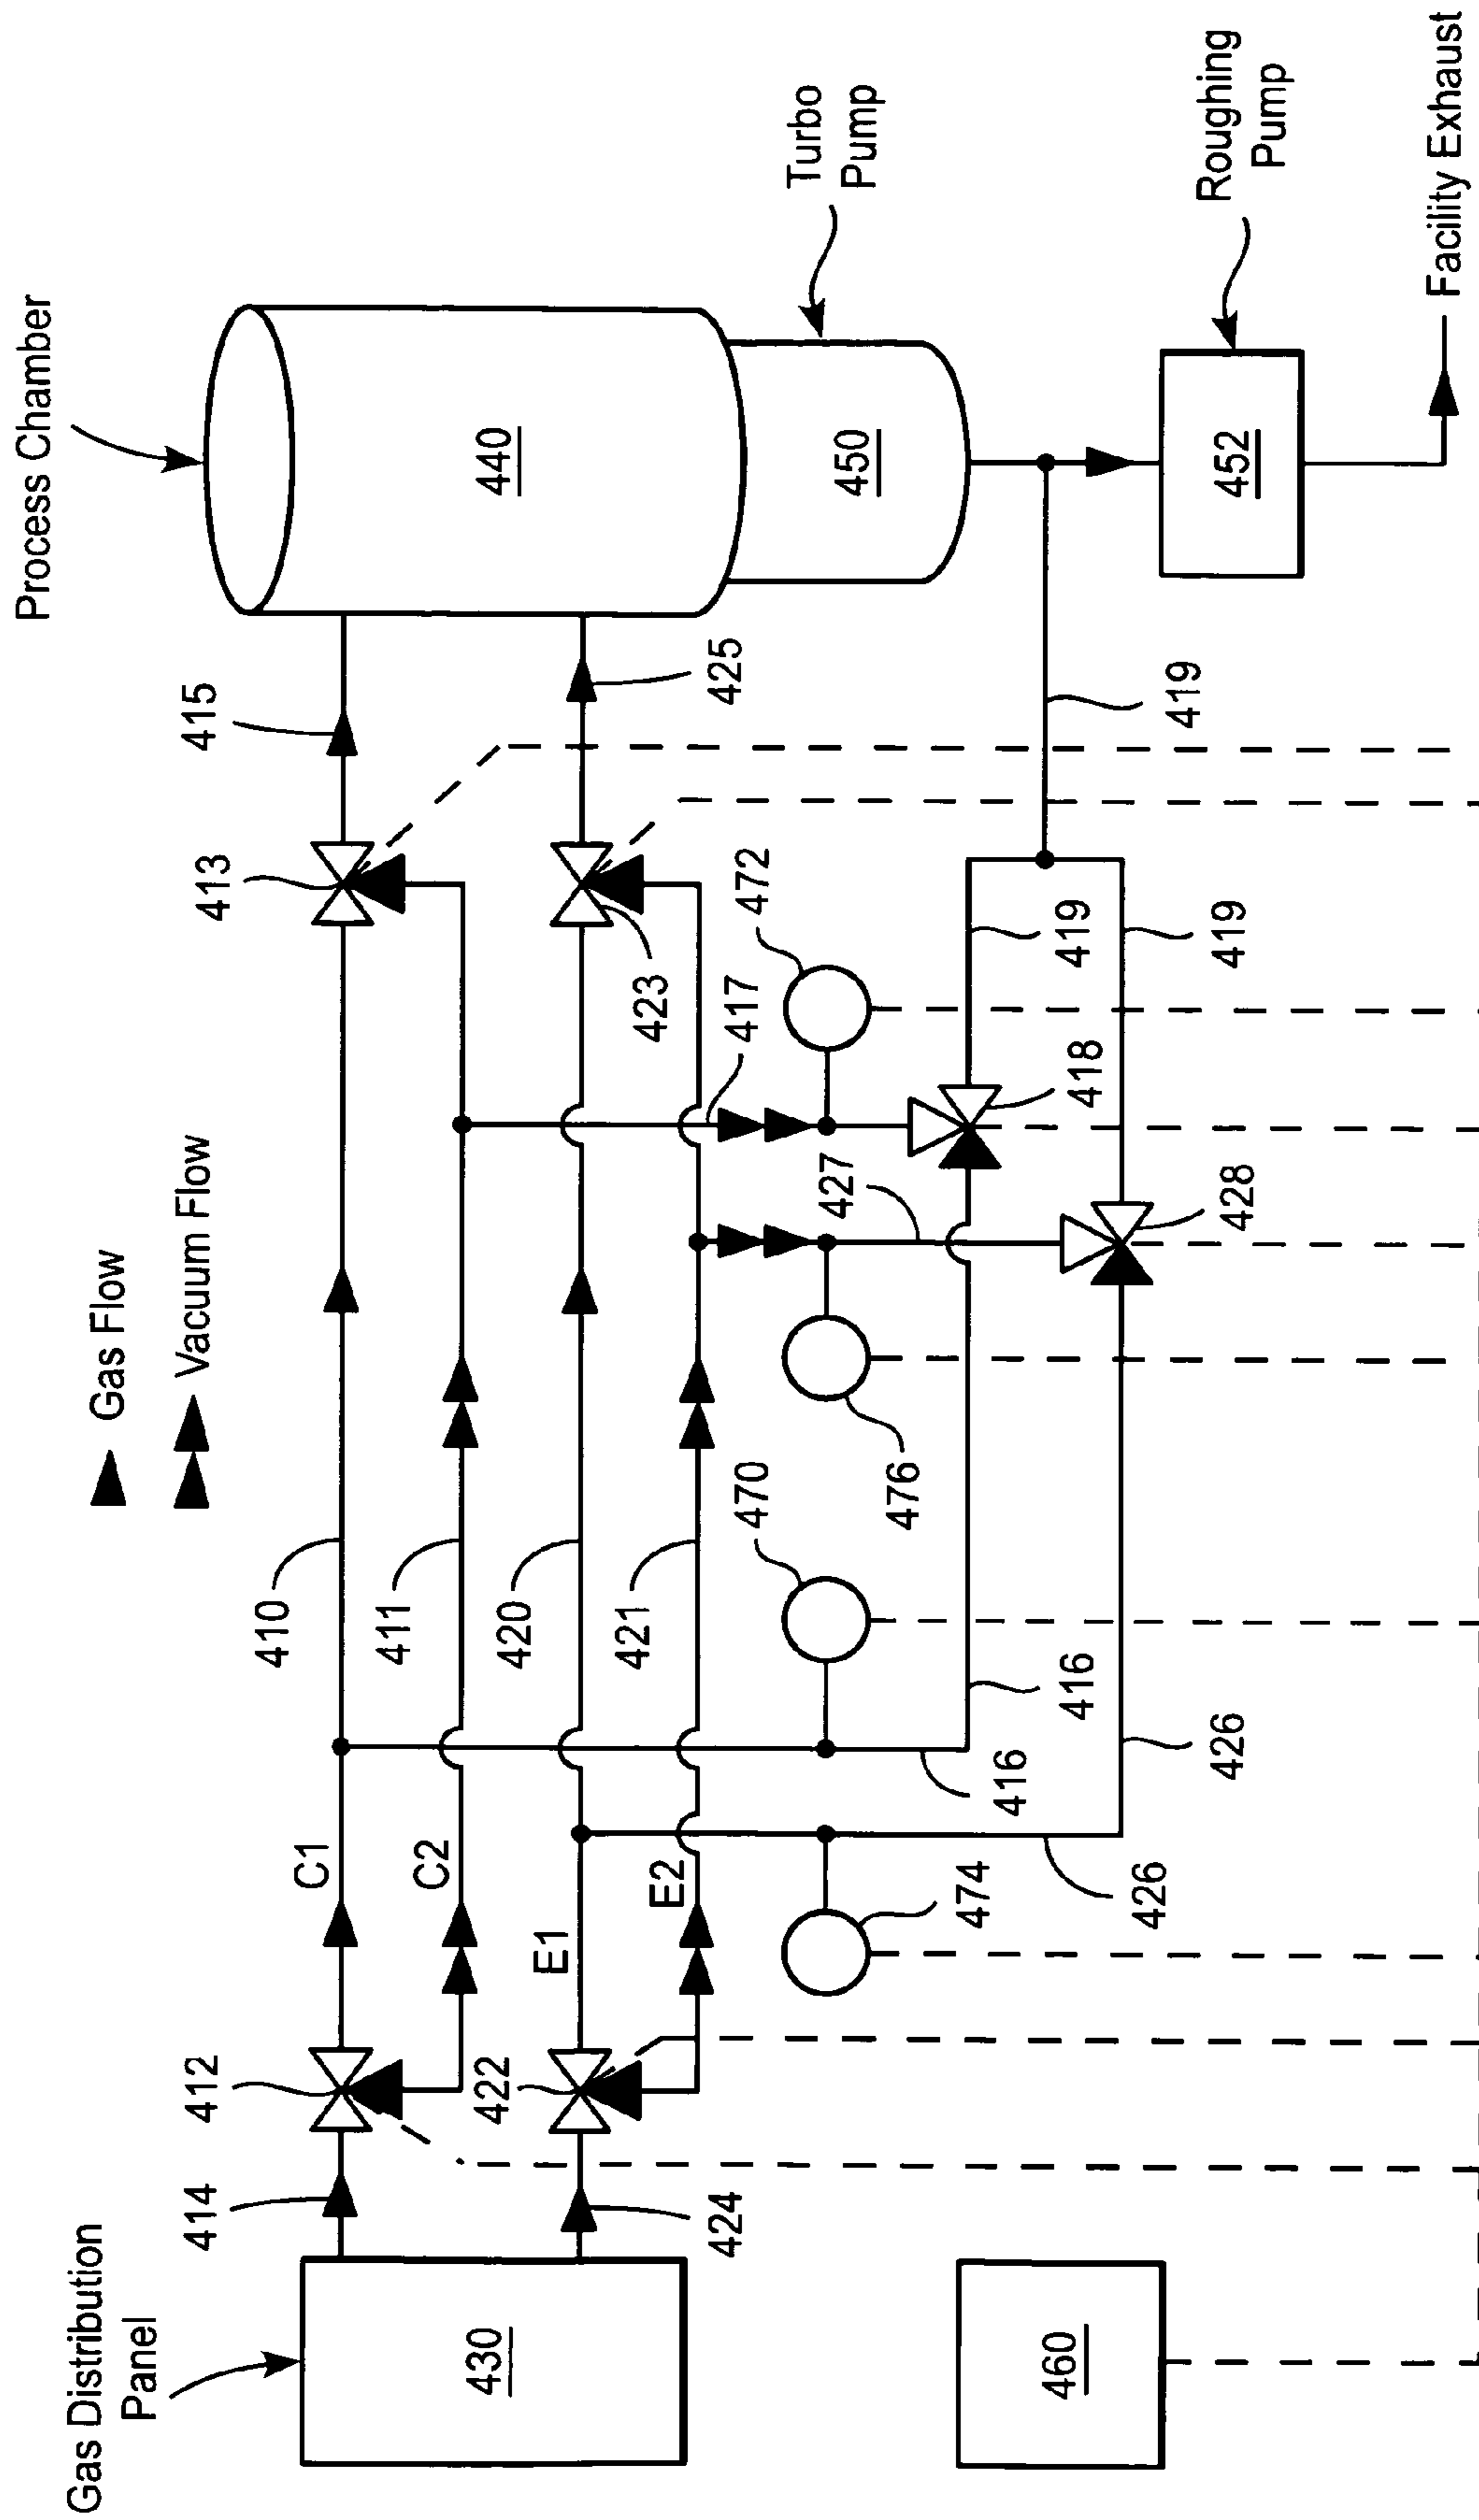 Process Chamber
Turbo
Pump
Roughing
Pump
Facility Exhaust
Gas Flow
Vacuum Flow
Gas Distribution
Panel
414
412
C1
410
413
415
C2
411
422
E1
420
423
425
424
E2
421
430
440
450
452
460
470
472
474
476
417
427
416
416
418
419
419
419
426
426
428